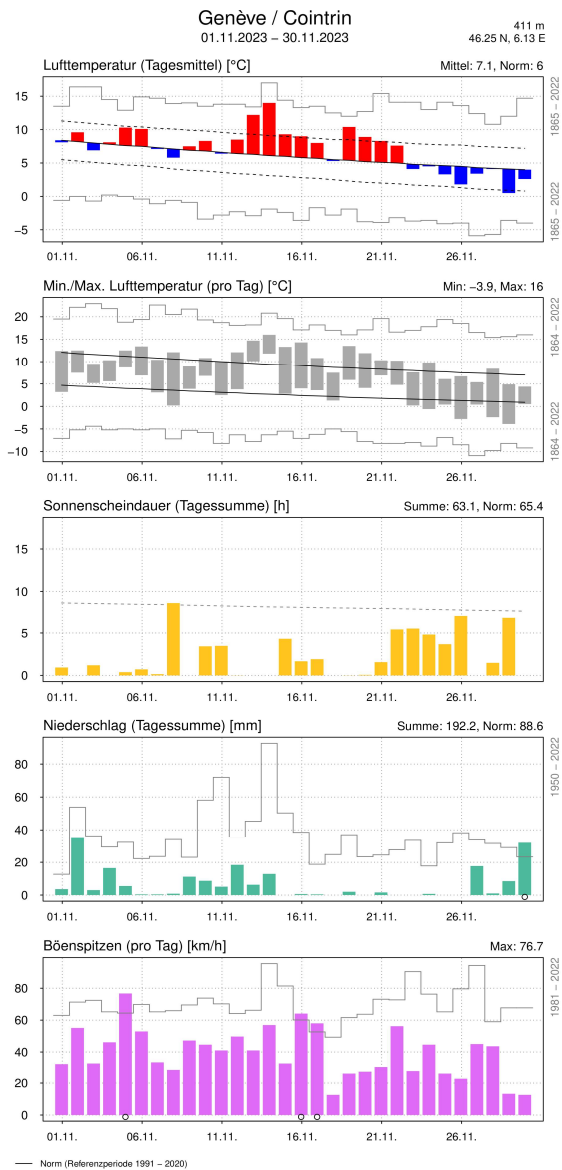 Genève / Cointrin
01.11.2023 − 30.11.2023
411 m
46.25 N, 6.13 E
Lufttemperatur (Tagesmittel) [°C]
Mittel: 7.1, Norm: 6
15
10
5
0
−5
1865 − 2022
1865 − 2022
01.11.
06.11.
11.11.
16.11.
21.11.
26.11.
Min./Max. Lufttemperatur (pro Tag) [°C]
Min: −3.9, Max: 16
20
15
10
5
0
−5
−10
1864 − 2022
1864 − 2022
01.11.
06.11.
11.11.
16.11.
21.11.
26.11.
Sonnenscheindauer (Tagessumme) [h]
Summe: 63.1, Norm: 65.4
15
10
5
0
01.11.
06.11.
11.11.
16.11.
21.11.
26.11.
Niederschlag (Tagessumme) [mm]
Summe: 192.2, Norm: 88.6
80
60
40
20
0
1950 − 2022
01.11.
06.11.
11.11.
16.11.
21.11.
26.11.
Böenspitzen (pro Tag) [km/h]
Max: 76.7
80
60
40
20
0
1981 − 2022
01.11.
06.11.
11.11.
16.11.
21.11.
26.11.
Norm (Referenzperiode 1991 − 2020)